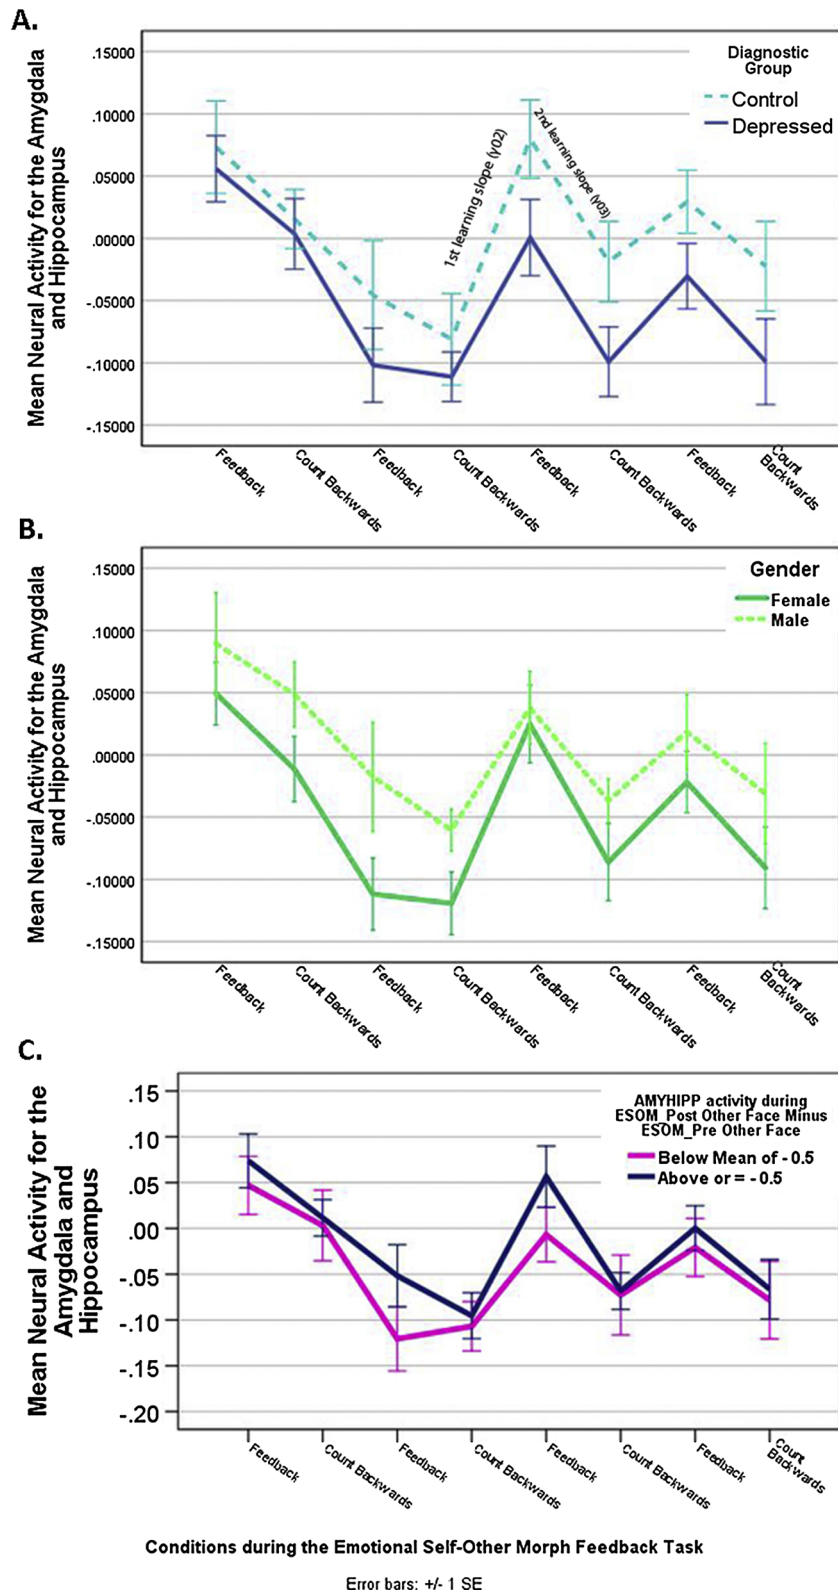 A.
Mean Neural Activity for the Amygdala
and Hippocampus
.15000
.10000
.05000
.00000
-.05000
-.10000
-.15000
Diagnostic
Group
Control
Depressed
1st learning slope (γ02)
2nd learning slope (γ03)
Feedback
Count Backwards
Feedback
Count Backwards
Feedback
Count Backwards
Feedback
Count
Backwards
B.
Mean Neural Activity for the Amygdala
and Hippocampus
.15000
.10000
.05000
.00000
-.05000
-.10000
-.15000
Gender
Female
Male
Feedback
Count Backwards
Feedback
Count Backwards
Feedback
Count Backwards
Feedback
Count
Backwards
C.
Mean Neural Activity for the
Amygdala and
Hippocampus
.15
.10
.05
.00
-.05
-.10
-.15
-.20
AMYHIPP activity during
ESOM_Post Other Face Minus
ESOM_Pre Other Face
Below Mean of - 0.5
Above or = - 0.5
Feedback
Count Backwards
Feedback
Count Backwards
Feedback
Count Backwards
Feedback
Count
Backwards
Conditions during the Emotional Self-Other Morph Feedback Task
Error bars: +/- 1 SE